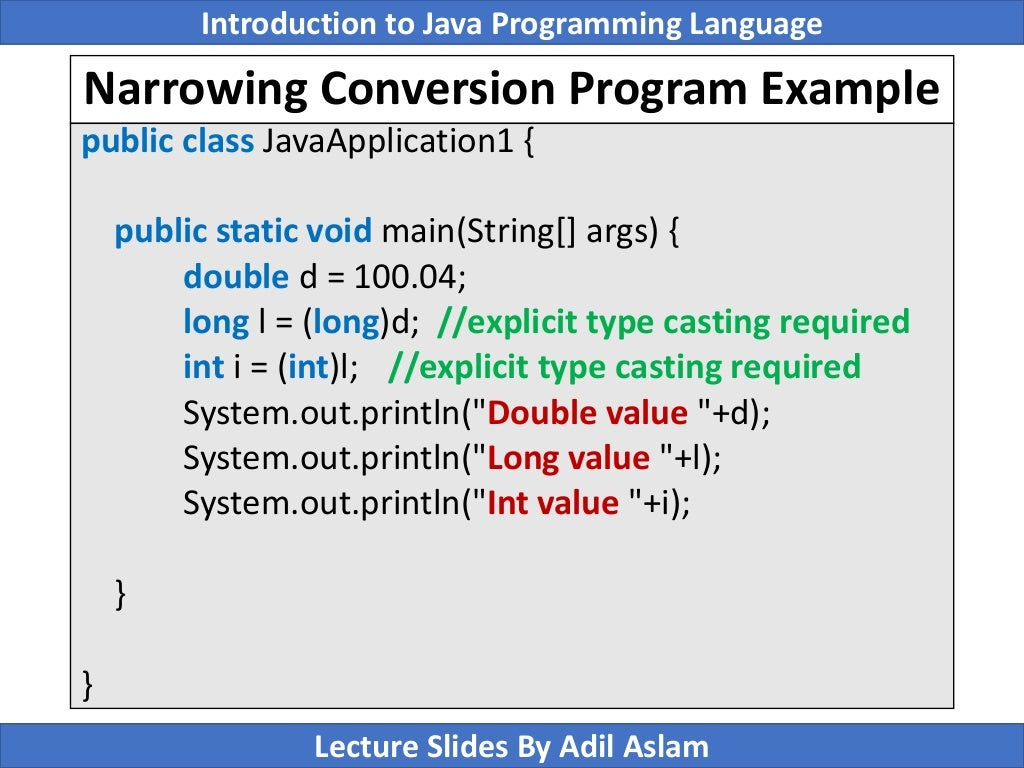 Introduction to Java Programming Language
Narrowing Conversion Program Example
public class JavaApplication1 {
public static void main(String[] args) {
double d = 100.04;
long l = (long)d; //explicit type casting required
int i = (int)l; //explicit type casting required
System.out.println("Double value "+d);
System.out.println("Long value "+l);
System.out.println("Int value "+i);
}
}
Lecture Slides By Adil Aslam